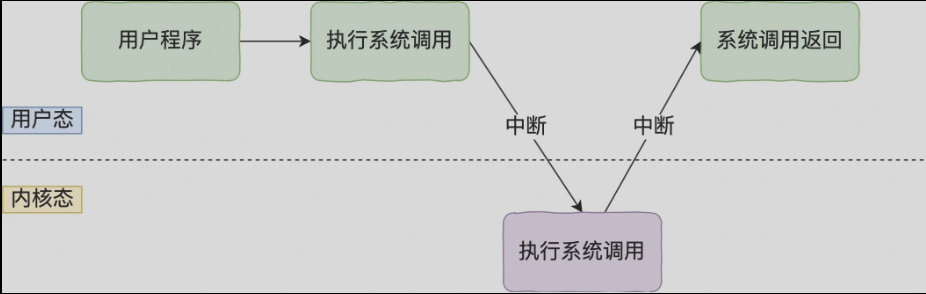 用户程序
执行系统调用
系统调用返回
用户态
中断
中断
内核态
执行系统调用